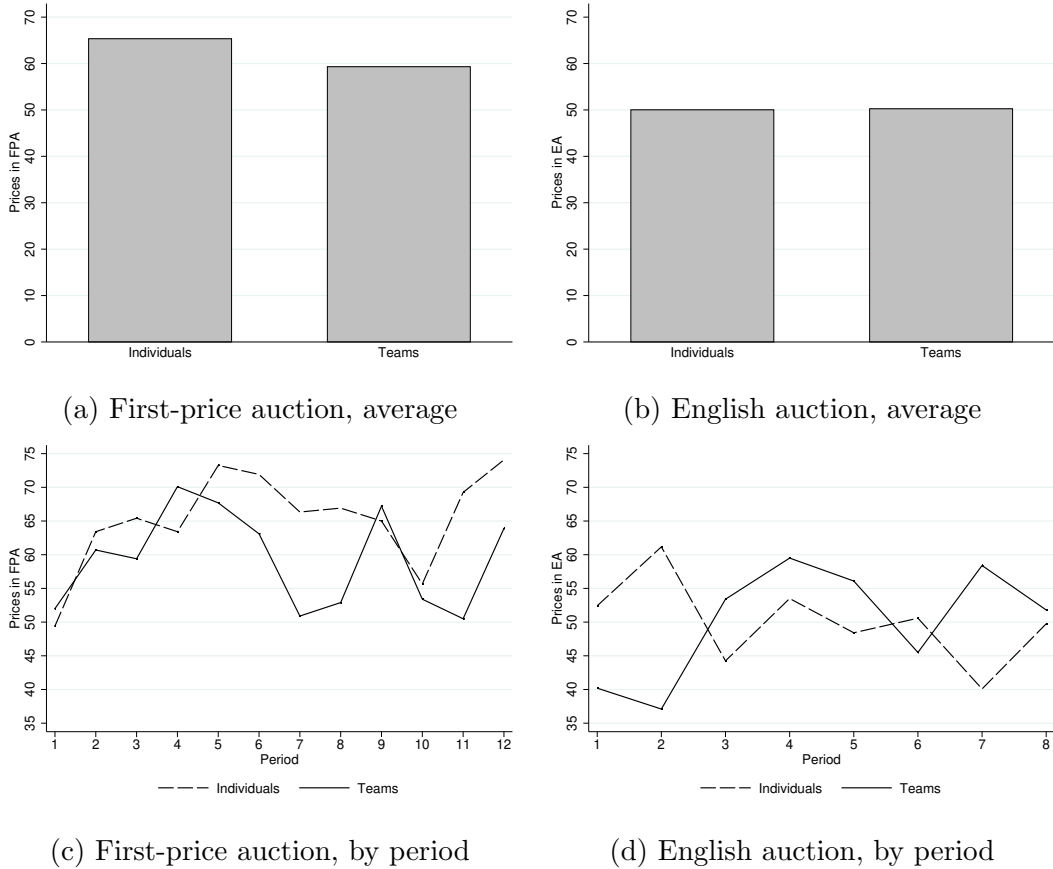 Prices in FPA
0 10 20 30 40 50 60 70
Individuals Teams
(a) First-price auction, average
Prices in EA
0 10 20 30 40 50 60 70
Individuals Teams
(b) English auction, average
Prices in FPA
35 40 45 50 55 60 65 70 75
1 2 3 4 5 6 7 8 9 10 11 12
Period
Individuals Teams
(c) First-price auction, by period
Prices in EA
35 40 45 50 55 60 65 70 75
1 2 3 4 5 6 7 8
Period
Individuals Teams
(d) English auction, by period